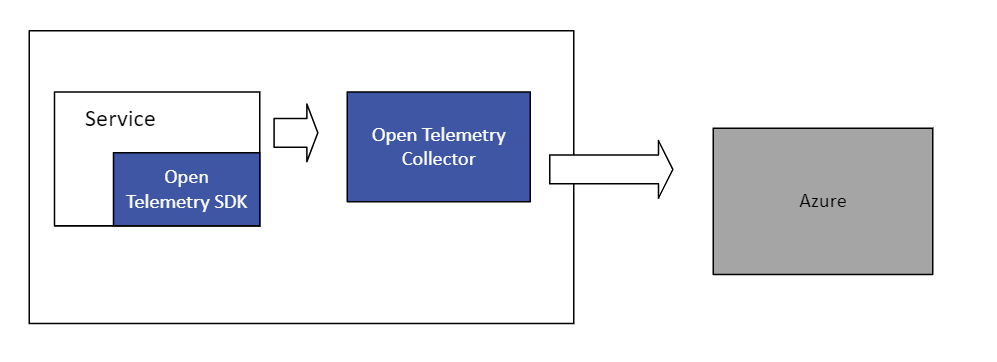 Service
Open
Telemetry SDK
Open Telemetry
Collector
Azure